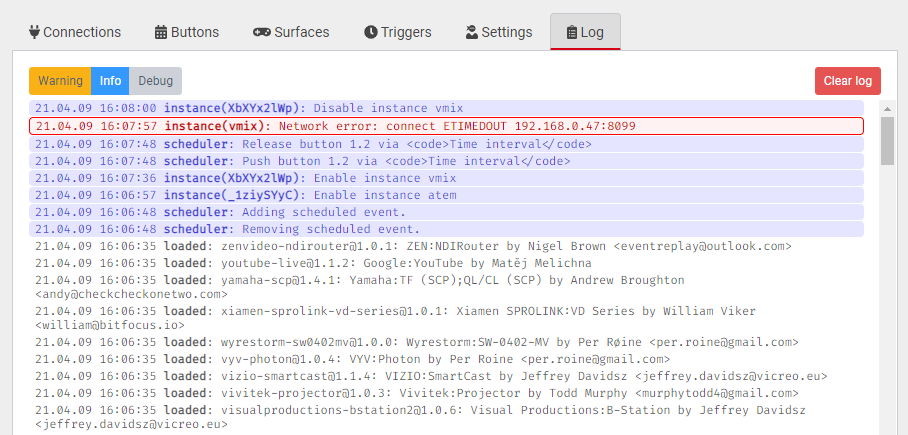 Connections Buttons Surfaces Triggers Settings Log
Warning Info Debug Clear log
21.04.09 16:08:00 instance(XbXYx2lWp): Disable instance vmix
21.04.09 16:07:57 instance(vmix): Network error: connect ETIMEDOUT 192.168.0.47:8099
21.04.09 16:07:48 scheduler: Release button 1.2 via <code>Time interval</code>
21.04.09 16:07:48 scheduler: Push button 1.2 via <code>Time interval</code>
21.04.09 16:07:36 instance(XbXYx2lWp): Enable instance vmix
21.04.09 16:06:57 instance(_1ziySYyC): Enable instance atem
21.04.09 16:06:48 scheduler: Adding scheduled event.
21.04.09 16:06:48 scheduler: Removing scheduled event.
21.04.09 16:06:35 loaded: zenvideo-ndirouter@1.0.1: ZEN:NDIRouter by Nigel Brown <eventreplay@outlook.com>
21.04.09 16:06:35 loaded: youtube-live@1.1.2: Google:YouTube by Matěj Melichna
21.04.09 16:06:35 loaded: yamaha-scp@1.4.1: Yamaha:TF (SCP);QL/CL (SCP) by Andrew Broughton
<andy@checkcheckonetwo.com>
21.04.09 16:06:35 loaded: xiamen-sprolink-vd-series@1.0.1: Xiamen SPROLINK:VD Series by William Viker
<william@bitfocus.io>
21.04.09 16:06:35 loaded: wyrestorm-sw0402mv@1.0.0: Wyrestorm:SW-0402-MV by Per Røine <per.roine@gmail.com>
21.04.09 16:06:35 loaded: vyv-photon@1.0.4: VYV:Photon by Per Roine <per.roine@gmail.com>
21.04.09 16:06:35 loaded: vizio-smartcast@1.1.4: VIZIO:SmartCast by Jeffrey Davidsz <jeffrey.davidsz@vicreo.eu>
21.04.09 16:06:35 loaded: vivitek-projector@1.0.3: Vivitek:Projector by Todd Murphy <murphytodd4@gmail.com>
21.04.09 16:06:35 loaded: visualproductions-bstation2@1.0.6: Visual Productions:B-Station by Jeffrey Davidsz
<jeffrey.davidsz@vicreo.eu>